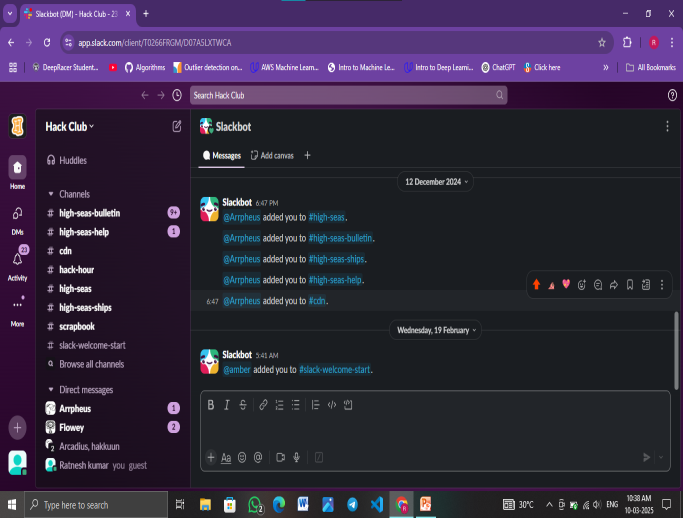 Slackbot (DM) - Hack Club - 23
app.slack.com/client/T0266FRGM/D07A5LXTWCA
R
DeepRacer Student...
Algorithms
Outlier detection on...
AWS Machine Learn...
Intro to Machine Le...
Intro to Deep Learni...
ChatGPT
Click here
»
All Bookmarks
Search Hack Club
Hack Club
Huddles
Home
DMs
23
Activity
More
Channels
# high-seas-bulletin 9+
# high-seas-help 1
# cdn
# hack-hour
# high-seas
# high-seas-ships
# scrapbook
# slack-welcome-start
Browse all channels
Direct messages
Arrpheus 1
Flowey 2
2 Arcadius, hakkuun
Ratnesh kumar you guest
Slackbot
Messages
Add canvas
12 December 2024
Slackbot 6:47 PM
@Arrpheus added you to #high-seas.
@Arrpheus added you to #high-seas-bulletin.
@Arrpheus added you to #high-seas-ships.
@Arrpheus added you to #high-seas-help.
6:47 @Arrpheus added you to #cdn.
Wednesday, 19 February
Slackbot 5:41 AM
@amber added you to #slack-welcome-start.
B I S
Aa @
Type here to search
2
30°C
ENG
10:38 AM
10-03-2025